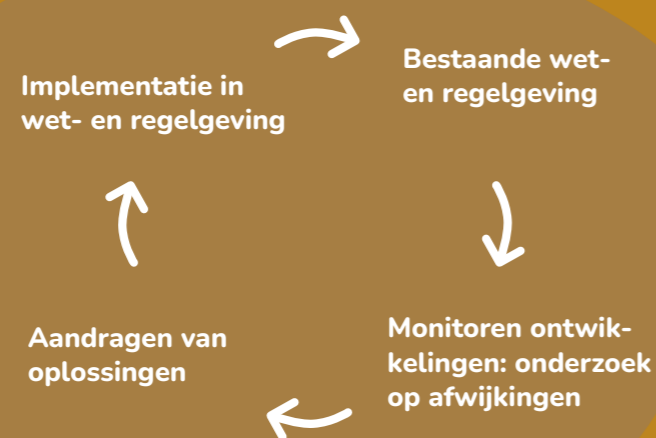 Implementatie in
wet- en regelgeving
Bestaande wet-
en regelgeving
Monitoren ontwik-
kelingen: onderzoek
op afwijkingen
Aandragen van
oplossingen